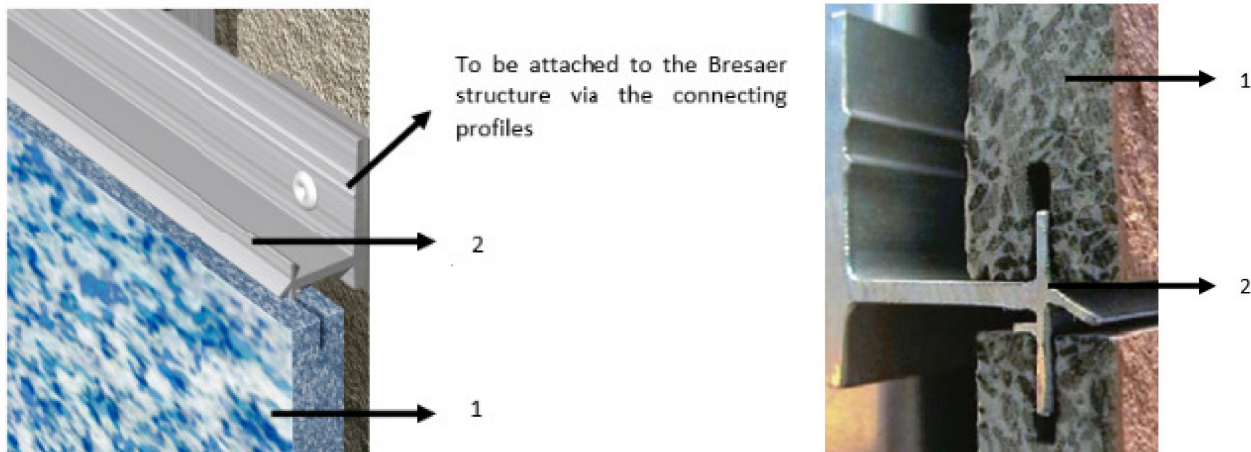 To be attached to the Bresaer
structure via the connecting
profiles
2
1
1
2